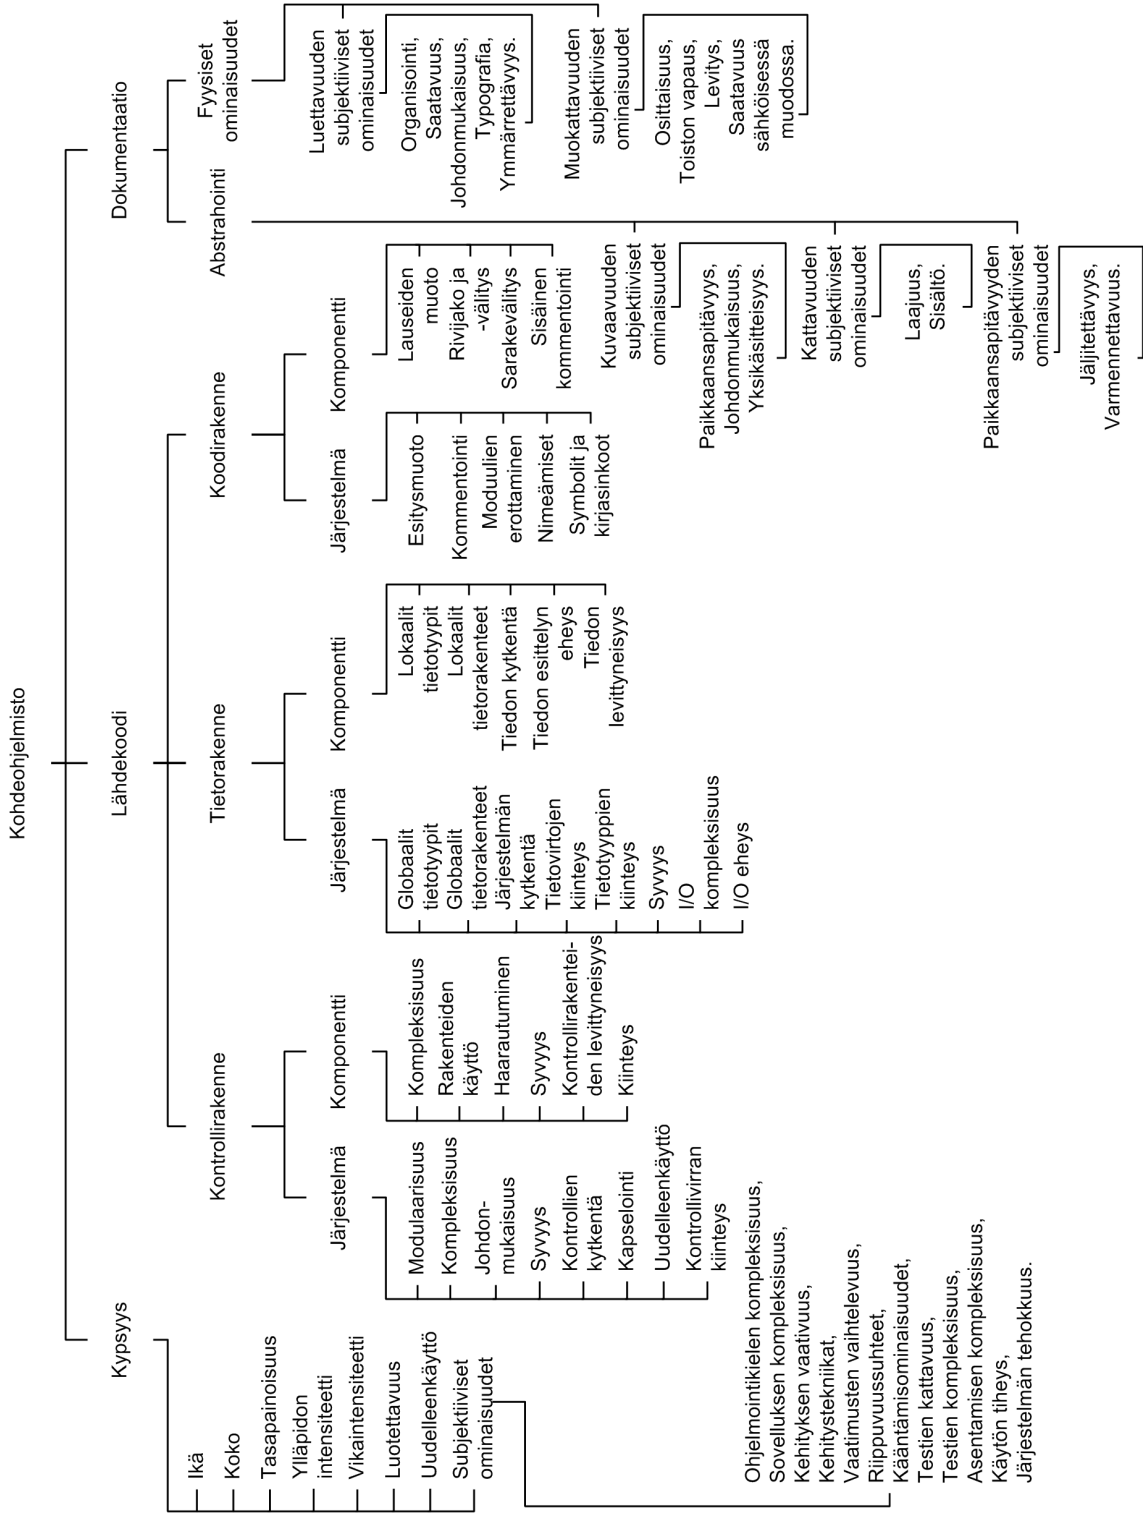 Kohdeohjelmisto
Kypsyys
Lähdekoodi
Dokumentaatio
Ikä
Koko
Tasapainoisuus
Ylläpidon
intensiteetti
Vikaintensiteetti
Luotettavuus
Uudelleenkäyttö
Subjektiiviset
ominaisuudet
Ohjelmointikielen kompleksisuus,
Sovelluksen kompleksisuus,
Kehityksen vaativuus,
Kehitystekniikat,
Vaatimusten vaihtelevuus,
Riippuvuussuhteet,
Kääntämisominaisuudet,
Testien kattavuus,
Testien kompleksisuus,
Asentamisen kompleksisuus,
Käytön tiheys,
Järjestelmän tehokkuus.
Kontrollirakenne
Järjestelmä
Modulaarisuus
Kompleksisuus
Johdon-
mukaisuus
Syvyys
Kontrollien
kytkentä
Kapselointi
Uudelleenkäyttö
Kontrollivirran
kiinteys
Komponentti
Kompleksisuus
Rakenteiden
käyttö
Haarautuminen
Syvyys
Kontrollirakentei-
den levittyneisyys
Kiinteys
Tietorakenne
Järjestelmä
Globaalit
tietotyypit
Globaalit
tietorakenteet
Järjestelmän
kytkentä
Tietovirtojen
kiinteys
Tietotyyppien
kiinteys
Syvyys
I/O
kompleksisuus
I/O eheys
Komponentti
Lokaalit
tietotyypit
Lokaalit
tietorakenteet
Tiedon kytkentä
Tiedon esittelyn
eheys
Tiedon
levittyneisyys
Koodirakenne
Järjestelmä
Esitysmuoto
Kommentointi
Moduulien
erottaminen
Nimeämiset
Symbolit ja
kirjasinkoot
Komponentti
Lauseiden
muoto
Rivijako ja
-välitys
Sarakevälitys
Sisäinen
kommentointi
Abstrahointi
Kuvaavuuden
subjektiiviset
ominaisuudet
Paikkaansapitävyys,
Johdonmukaisuus,
Yksikäsitteisyys.
Kattavuuden
subjektiiviset
ominaisuudet
Laajuus,
Sisältö.
Paikkaansapitävyyden
subjektiiviset
ominaisuudet
Jäljitettävyys,
Varmennettavuus.
Fyysiset
ominaisuudet
Luettavuuden
subjektiiviset
ominaisuudet
Organisointi,
Saatavuus,
Johdonmukaisuus,
Typografia,
Ymmärrettävyys.
Muokattavuuden
subjektiiviset
ominaisuudet
Osittaisuus,
Toiston vapaus,
Levitys,
Saatavuus
sähköisessä
muodossa.